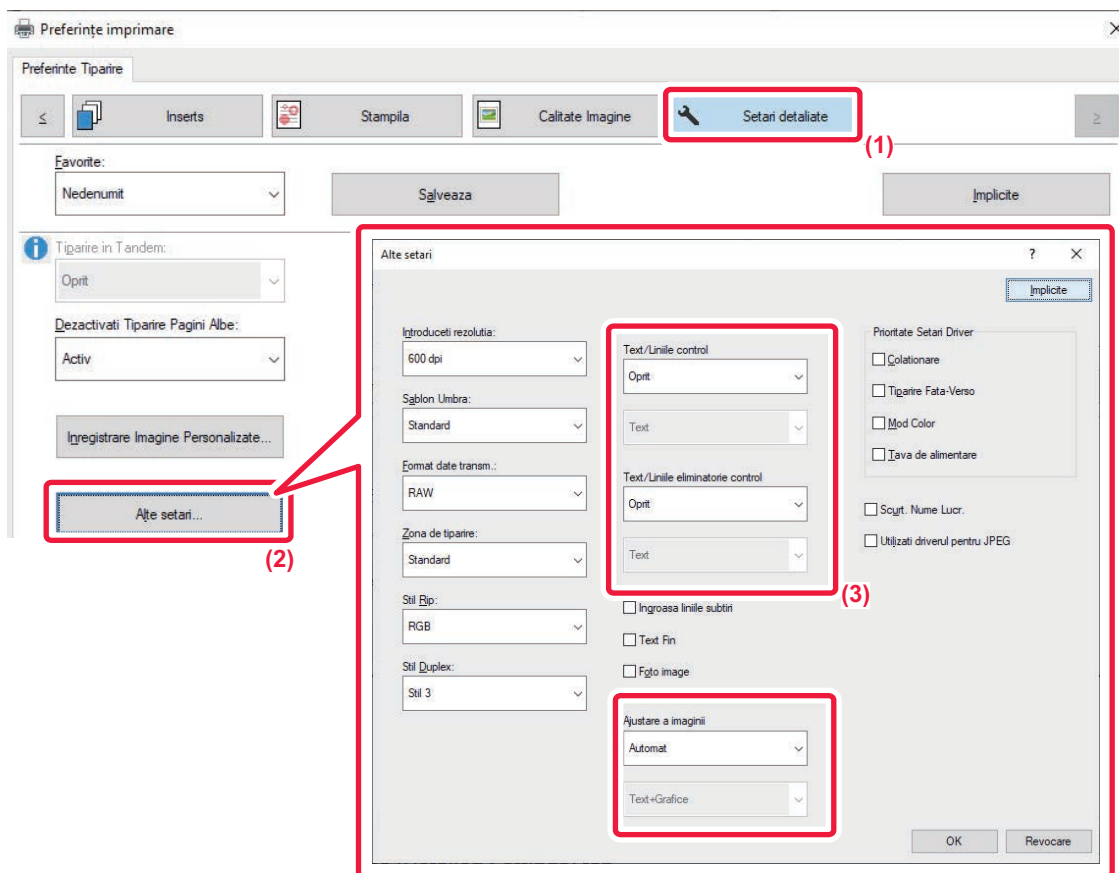 Preferințe imprimare
Preferinte Tiparire
<
Inserts
Stampila
Calitate Imagine
Setari detaliate
>
(1)
Favorite:
Nedenumit
Salveaza
Implicite
Tiparire in Tandem:
Oprit
Dezactivati Tiparire Pagini Albe:
Activ
Inregistrare Imagine Personalizate...
Alte setari...
(2)
Alte setari
?
Implicite
Introduceti rezolutia:
600 dpi
Sablon Umbra:
Standard
Format date transm.:
RAW
Zona de tiparire:
Standard
Stil Rip:
RGB
Stil Duplex:
Stil 3
Text/Liniile control
Oprit
Text
Text/Liniile eliminatorie control
Oprit
Text
(3)
Ingroasa liniile subtiri
Text Fin
Foto image
Ajustare a imaginii
Automat
Text+Grafice
Prioritate Setari Driver
Colationare
Tiparire Fata-Verso
Mod Color
Tava de alimentare
Scurt. Nume Lucr.
Utilizati driverul pentru JPEG
OK
Revocare